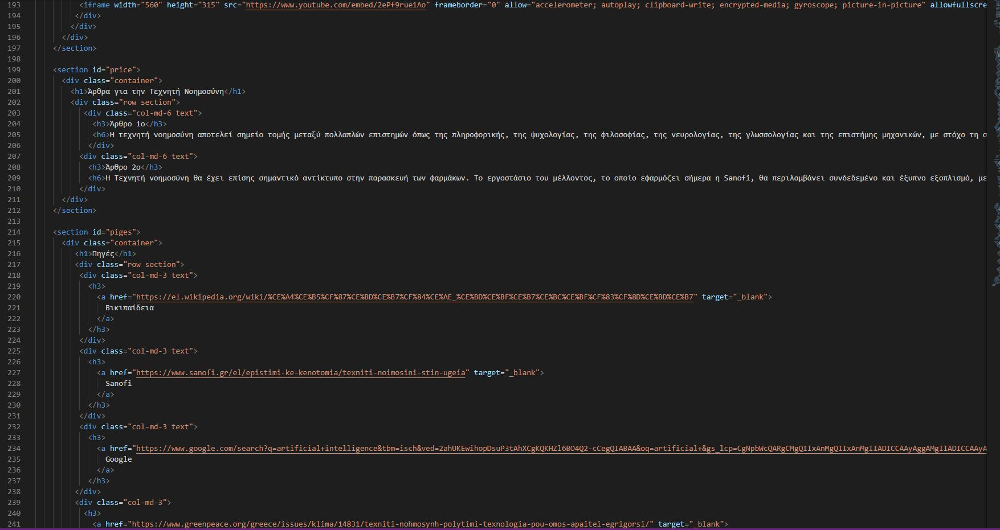 193 <iframe width="560" height="315" src="https://www.youtube.com/embed/2ePf9rue1Ao" frameborder="0" allow="accelerometer; autoplay; clipboard-write; encrypted-media; gyroscope; picture-in-picture" allowfullscre
194 </div>
195 </div>
196 </div>
197 </section>
198
199 <section id="price">
200 <div class="container">
201 <h1>Άρθρα για την Τεχνητή Νοημοσύνη</h1>
202 <div class="row section">
203 <div class="col-md-6 text">
204 <h3>Άρθρο 1ο</h3>
205 <h6>Η τεχνητή νοημοσύνη αποτελεί σημείο τομής μεταξύ πολλαπλών επιστημών όπως της πληροφορικής, της ψυχολογίας, της φιλοσοφίας, της νευρολογίας, της γλωσσολογίας και της επιστήμης μηχανικών, με στόχο τη σ
206 </div>
207 <div class="col-md-6 text">
208 <h3>Άρθρο 2ο</h3>
209 <h6>Η Τεχνητή νοημοσύνη θα έχει επίσης σημαντικό αντίκτυπο στην παρασκευή των φαρμάκων. Το εργοστάσιο του μέλλοντος, το οποίο εφαρμόζει σήμερα η Sanofi, θα περιλαμβάνει συνδεδεμένο και έξυπνο εξοπλισμό, με
210 </div>
211 </div>
212 </section>
213
214 <section id="piges">
215 <div class="container">
216 <h1>Πηγές</h1>
217 <div class="row section">
218 <div class="col-md-3 text">
219 <h3>
220 <a href="https://el.wikipedia.org/wiki/%CE%A4%CE%B5%CF%87%CE%BD%CE%B7%CF%84%CE%AE_%CE%BD%CE%BF%CE%B7%CE%BC%CE%BF%CF%83%CF%8D%CE%BD%CE%B7" target="_blank">
221 Βικιπαίδεια
222 </a>
223 </h3>
224 </div>
225 <div class="col-md-3 text">
226 <h3>
227 <a href="https://www.sanofi.gr/el/epistimi-ke-kenotomia/texniti-noimosini-stin-ugeia" target="_blank">
228 Sanofi
229 </a>
230 </h3>
231 </div>
232 <div class="col-md-3 text">
233 <h3>
234 <a href="https://www.google.com/search?q=artificial+intelligence&tbm=isch&ved=2ahUKEwihopDsuP3tAhXCgKQKHZl6BO4Q2-cCegQIABAA&oq=artificial+&gs_lcp=CgNpbWcQARgCMgQIIxAnMgQIIxAnMgIIADICCAAyAggAMgIIADICCAAyA
235 Google
236 </a>
237 </h3>
238 </div>
239 <div class="col-md-3">
240 <h3>
241 <a href="https://www.greenpeace.org/greece/issues/klima/14831/texniti-nohmosynh-polytimi-texnologia-pou-omos-apaitei-egrigorsi/" target="_blank">